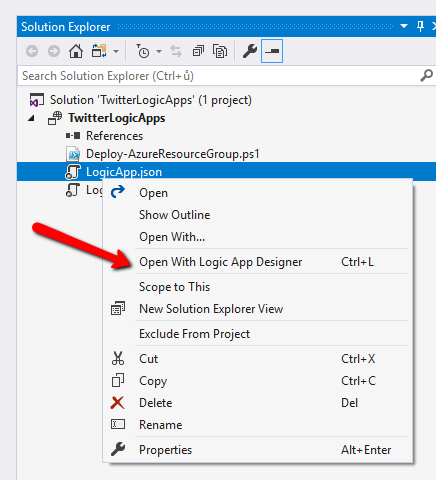 Solution Explorer
Search Solution Explorer (Ctrl+ů)
Solution 'TwitterLogicApps' (1 project)
TwitterLogicApps
References
Deploy-AzureResourceGroup.ps1
LogicApp.json
Open
Show Outline
Open With...
Open With Logic App Designer Ctrl+L
Scope to This
New Solution Explorer View
Exclude From Project
Cut Ctrl+X
Copy Ctrl+C
Delete Del
Rename
Properties Alt+Enter